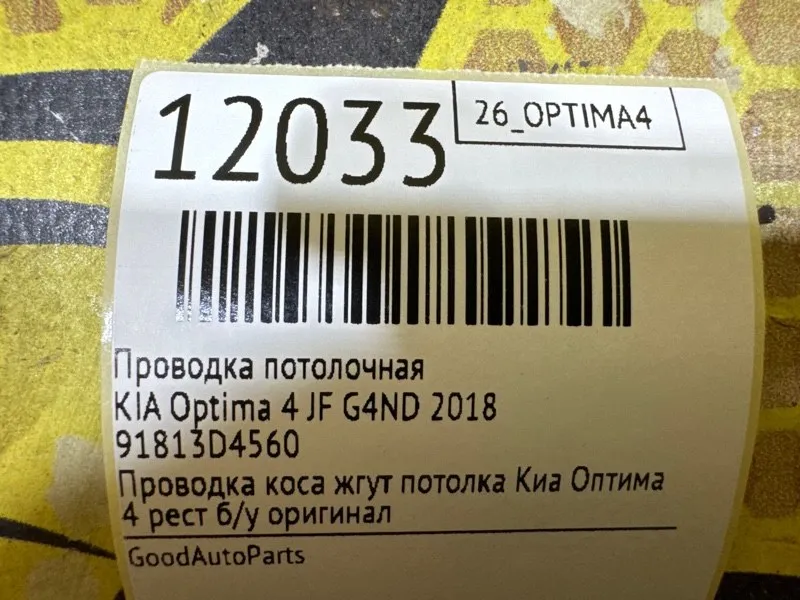 12033
26_OPTIMA4
Проводка потолочная
KIA Optima 4 JF G4ND 2018
91813D4560
Проводка коса жгут потолка Киа Оптима
4 рест б/у оригинал
GoodAutoParts